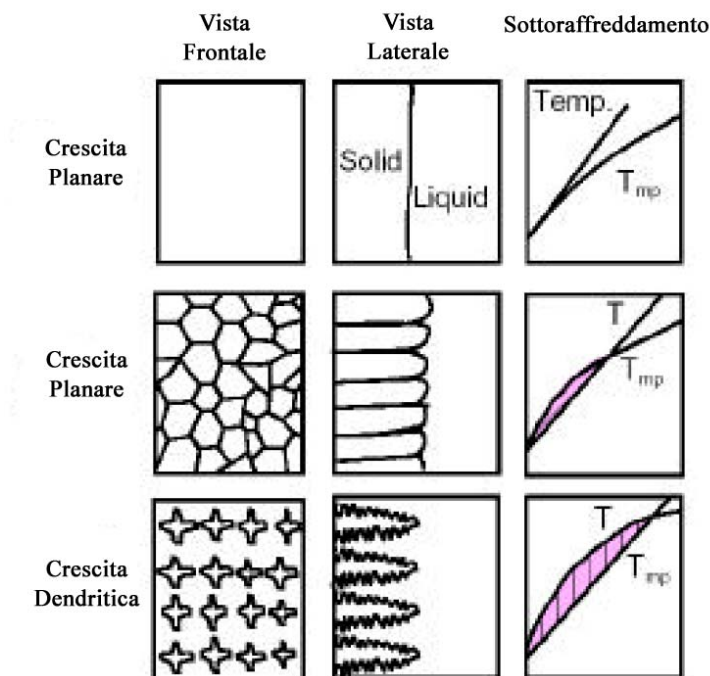 Vista
Frontale
Vista
Laterale
Sottoraffreddamento
Crescita
Planare
Solid
Liquid
Temp.
Tmp
Crescita
Planare
T
Tmp
Crescita
Dendritica
T
Tmp